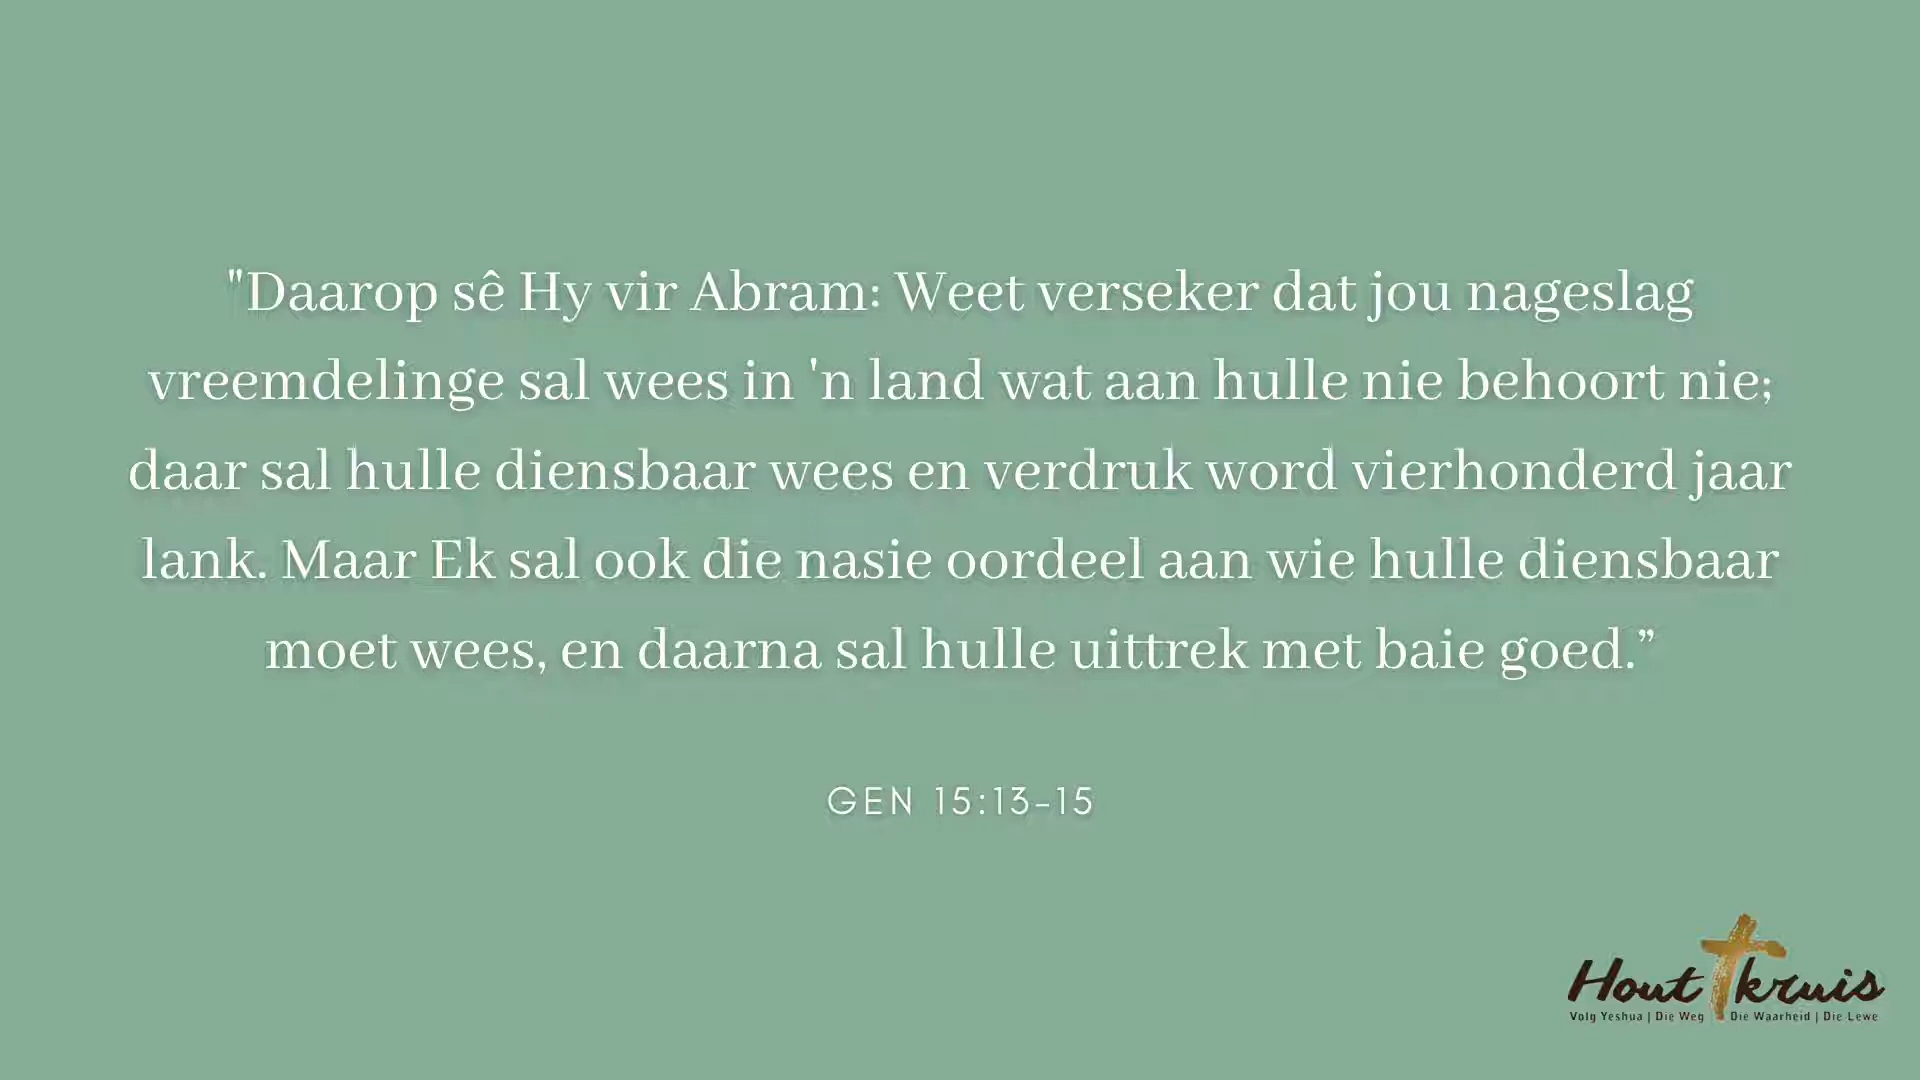 "Daarop sê Hy vir Abram: Weet verseker dat jou nageslag
vreemdelinge sal wees in 'n land wat aan hulle nie behoort nie;
daar sal hulle diensbaar wees en verdruk word vierhonderd jaar
lank. Maar Ek sal ook die nasie oordeel aan wie hulle diensbaar
moet wees, en daarna sal hulle uittrek met baie goed.”
GEN 15:13-15
Hout kruis
Volg Yeshua | Die Weg | Die Waarheid | Die Lewe